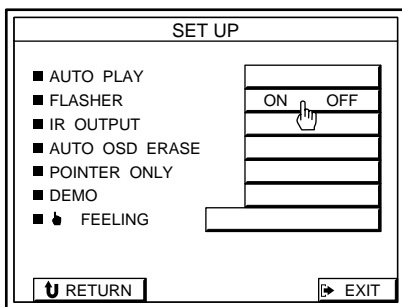 SET UP
AUTO PLAY
FLASHER ON OFF
IR OUTPUT
AUTO OSD ERASE
POINTER ONLY
DEMO
FEELING
RETURN EXIT